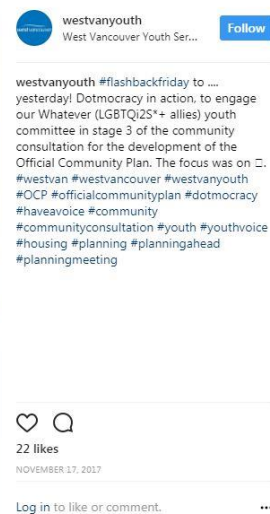 westvanyouth
West Vancouver Youth Ser...
Follow
westvanyouth #flashbackfriday to ....
yesterday! Dotmocracy in action, to engage
our Whatever (LGBTQi2S*+ allies) youth
committee in stage 3 of the community
consultation for the development of the
Official Community Plan. The focus was on □.
#westvan #westvancouver #westvanyouth
#OCP #officialcommunityplan #dotmocracy
#haveavoice #community
#communityconsultation #youth #youthvoice
#housing #planning #planningahead
#planningmeeting
22 likes
NOVEMBER 17, 2017
Log in to like or comment.